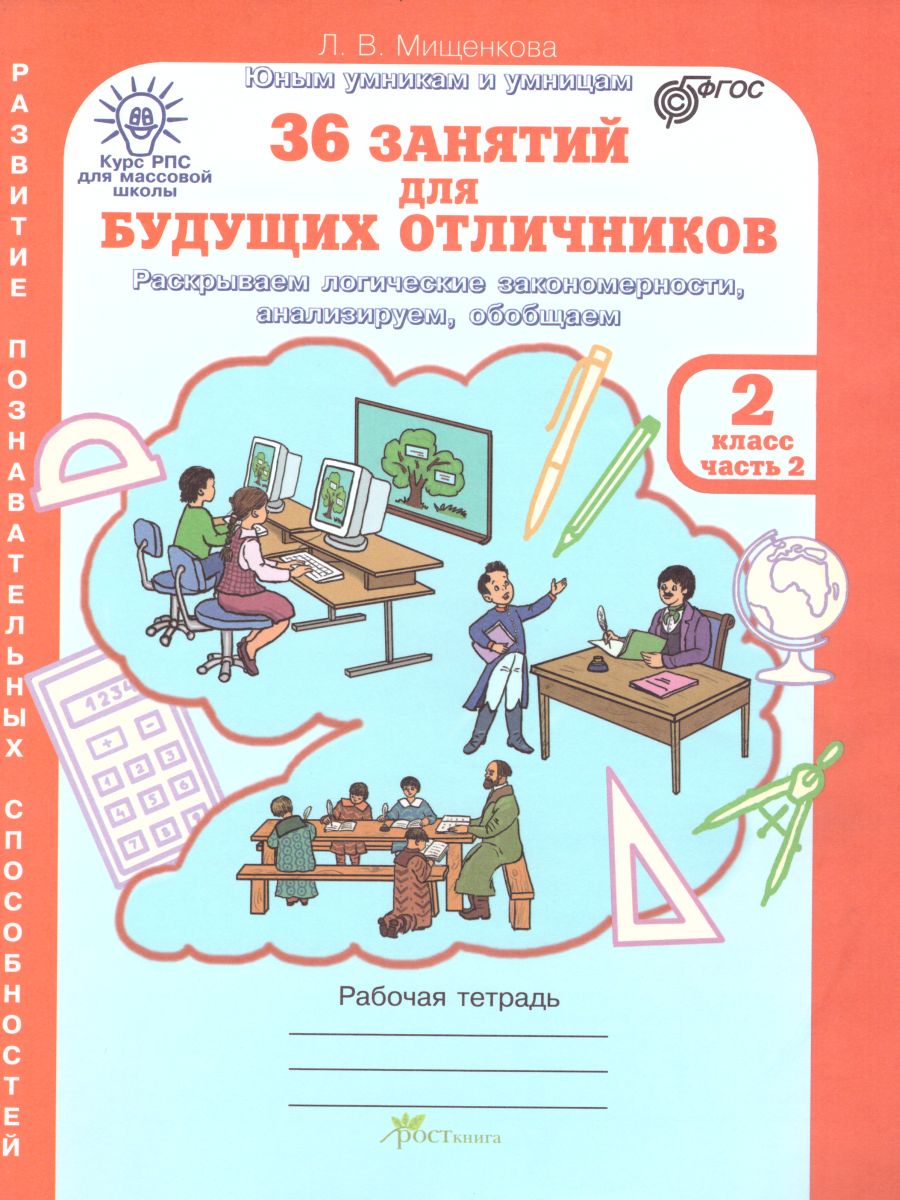 Л. В. Мищенкова
Юным умникам и умницам
ФГОС
Курс РПС
для массовой
школы
36 ЗАНЯТИЙ
для
БУДУЩИХ ОТЛИЧНИКОВ
Раскрываем логические закономерности,
анализируем, обобщаем
2
класс
часть 2
РАЗВИТИЕ ПОЗНАВАТЕЛЬНЫХ СПОСОБНОСТЕЙ
1234
+ -
1 2 3
4 5 6
7 8 9
Рабочая тетрадь
РОСТкнига